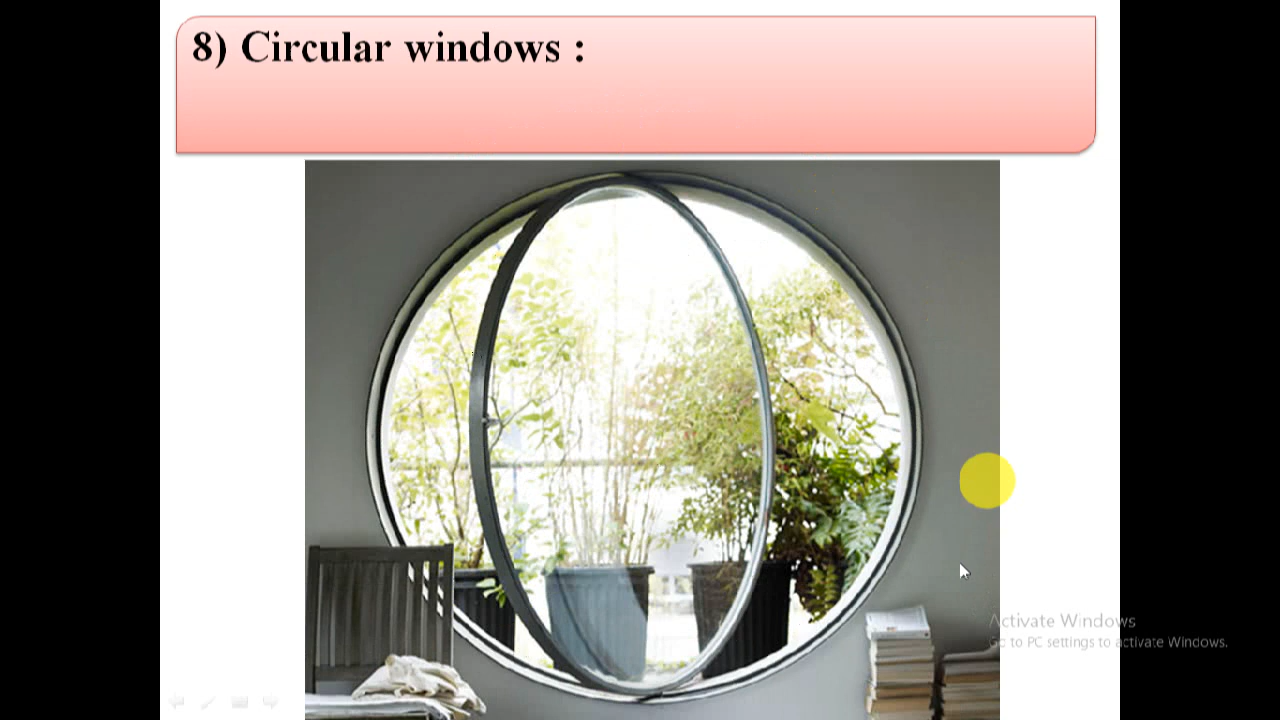 8) Circular windows :
Activate Windows
Go to PC settings to activate Windows.